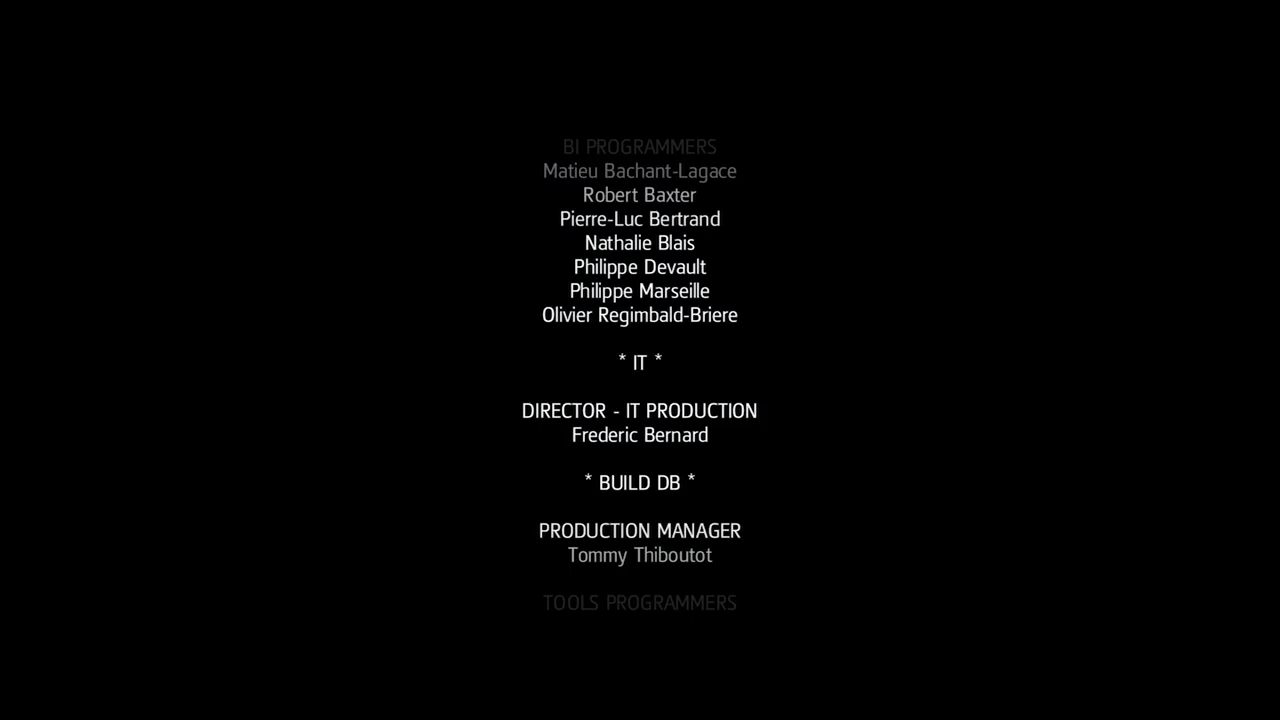 BI PROGRAMMERS
Matieu Bachant-Lagace
Robert Baxter
Pierre-Luc Bertrand
Nathalie Blais
Philippe Devault
Philippe Marseille
Olivier Regimbald-Briere
* IT *
DIRECTOR - IT PRODUCTION
Frederic Bernard
* BUILD DB *
PRODUCTION MANAGER
Tommy Thiboutot
TOOLS PROGRAMMERS